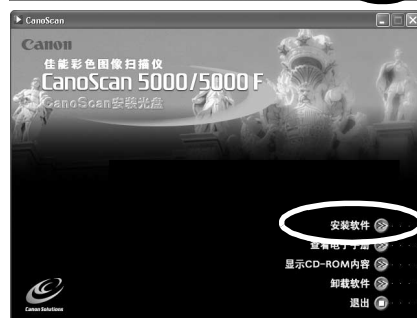 CanoScan
Canon
佳能彩色图像扫描仪
CanoScan 5000/5000 F
CanoScan安装光盘
安装软件
查看电子手册
显示CD-ROM内容
卸载软件
退出
Canon Solutions